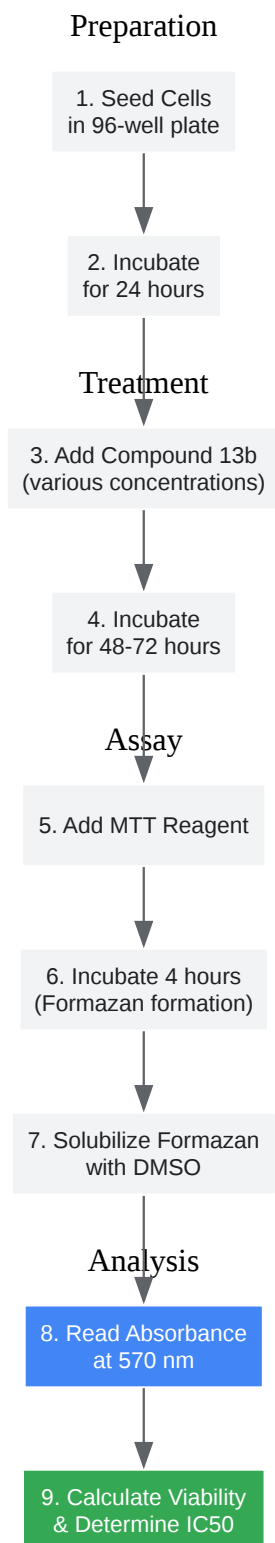 Preparation
1. Seed Cells
in 96-well plate
2. Incubate
for 24 hours
Treatment
3. Add Compound 13b
(various concentrations)
4. Incubate
for 48-72 hours
Assay
5. Add MTT Reagent
6. Incubate 4 hours
(Formazan formation)
7. Solubilize Formazan
with DMSO
Analysis
8. Read Absorbance
at 570 nm
9. Calculate Viability
& Determine IC50